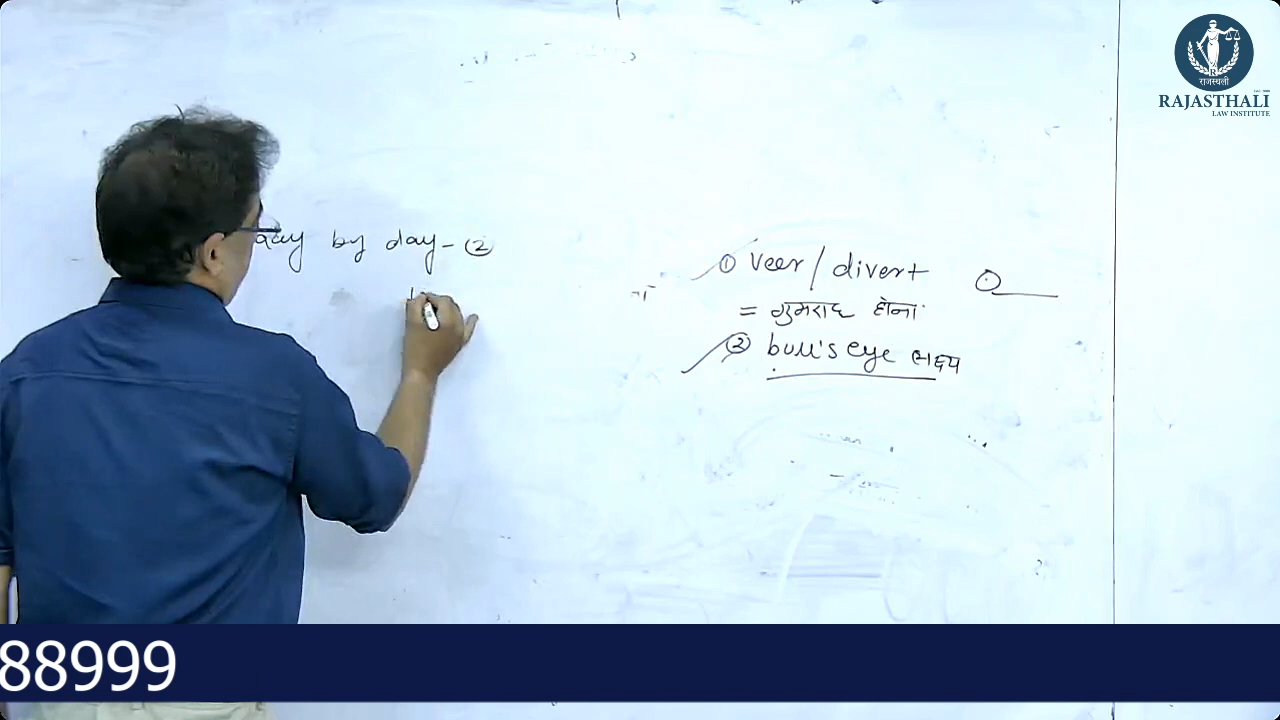 day by day - ②
① veer / divert
= गुमराह होना
② bull's eye लक्ष्य
राजस्थली
RAJASTHALI
LAW INSTITUTE
88999